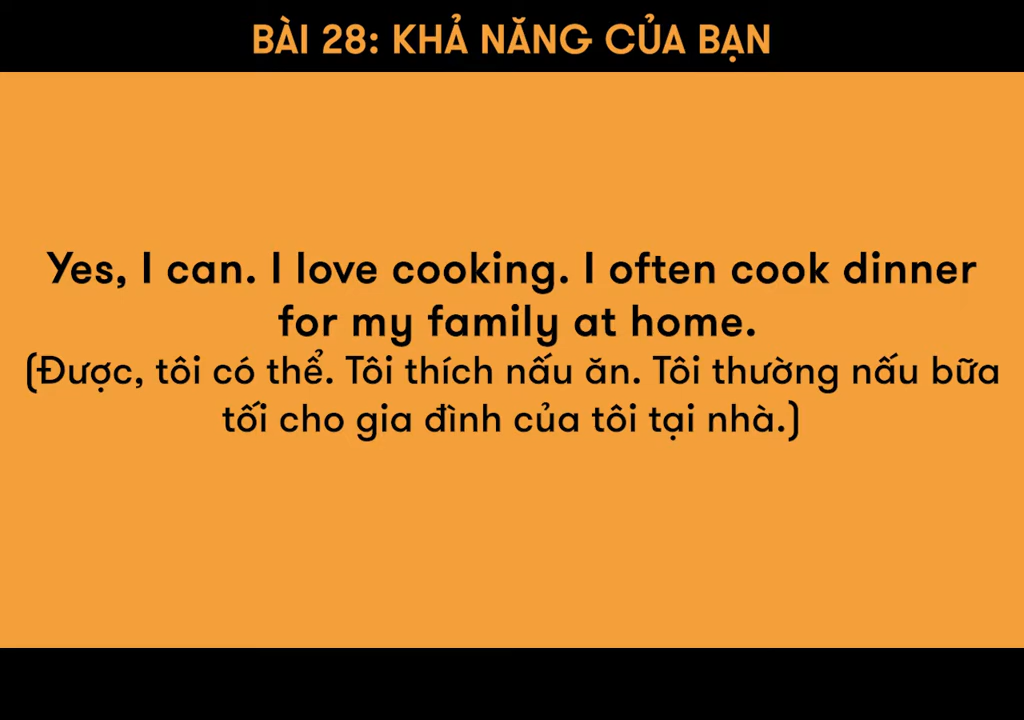 BÀI 28: KHẢ NĂNG CỦA BẠN
Yes, I can. I love cooking. I often cook dinner
for my family at home.
(Được, tôi có thể. Tôi thích nấu ăn. Tôi thường nấu bữa
tối cho gia đình của tôi tại nhà.)